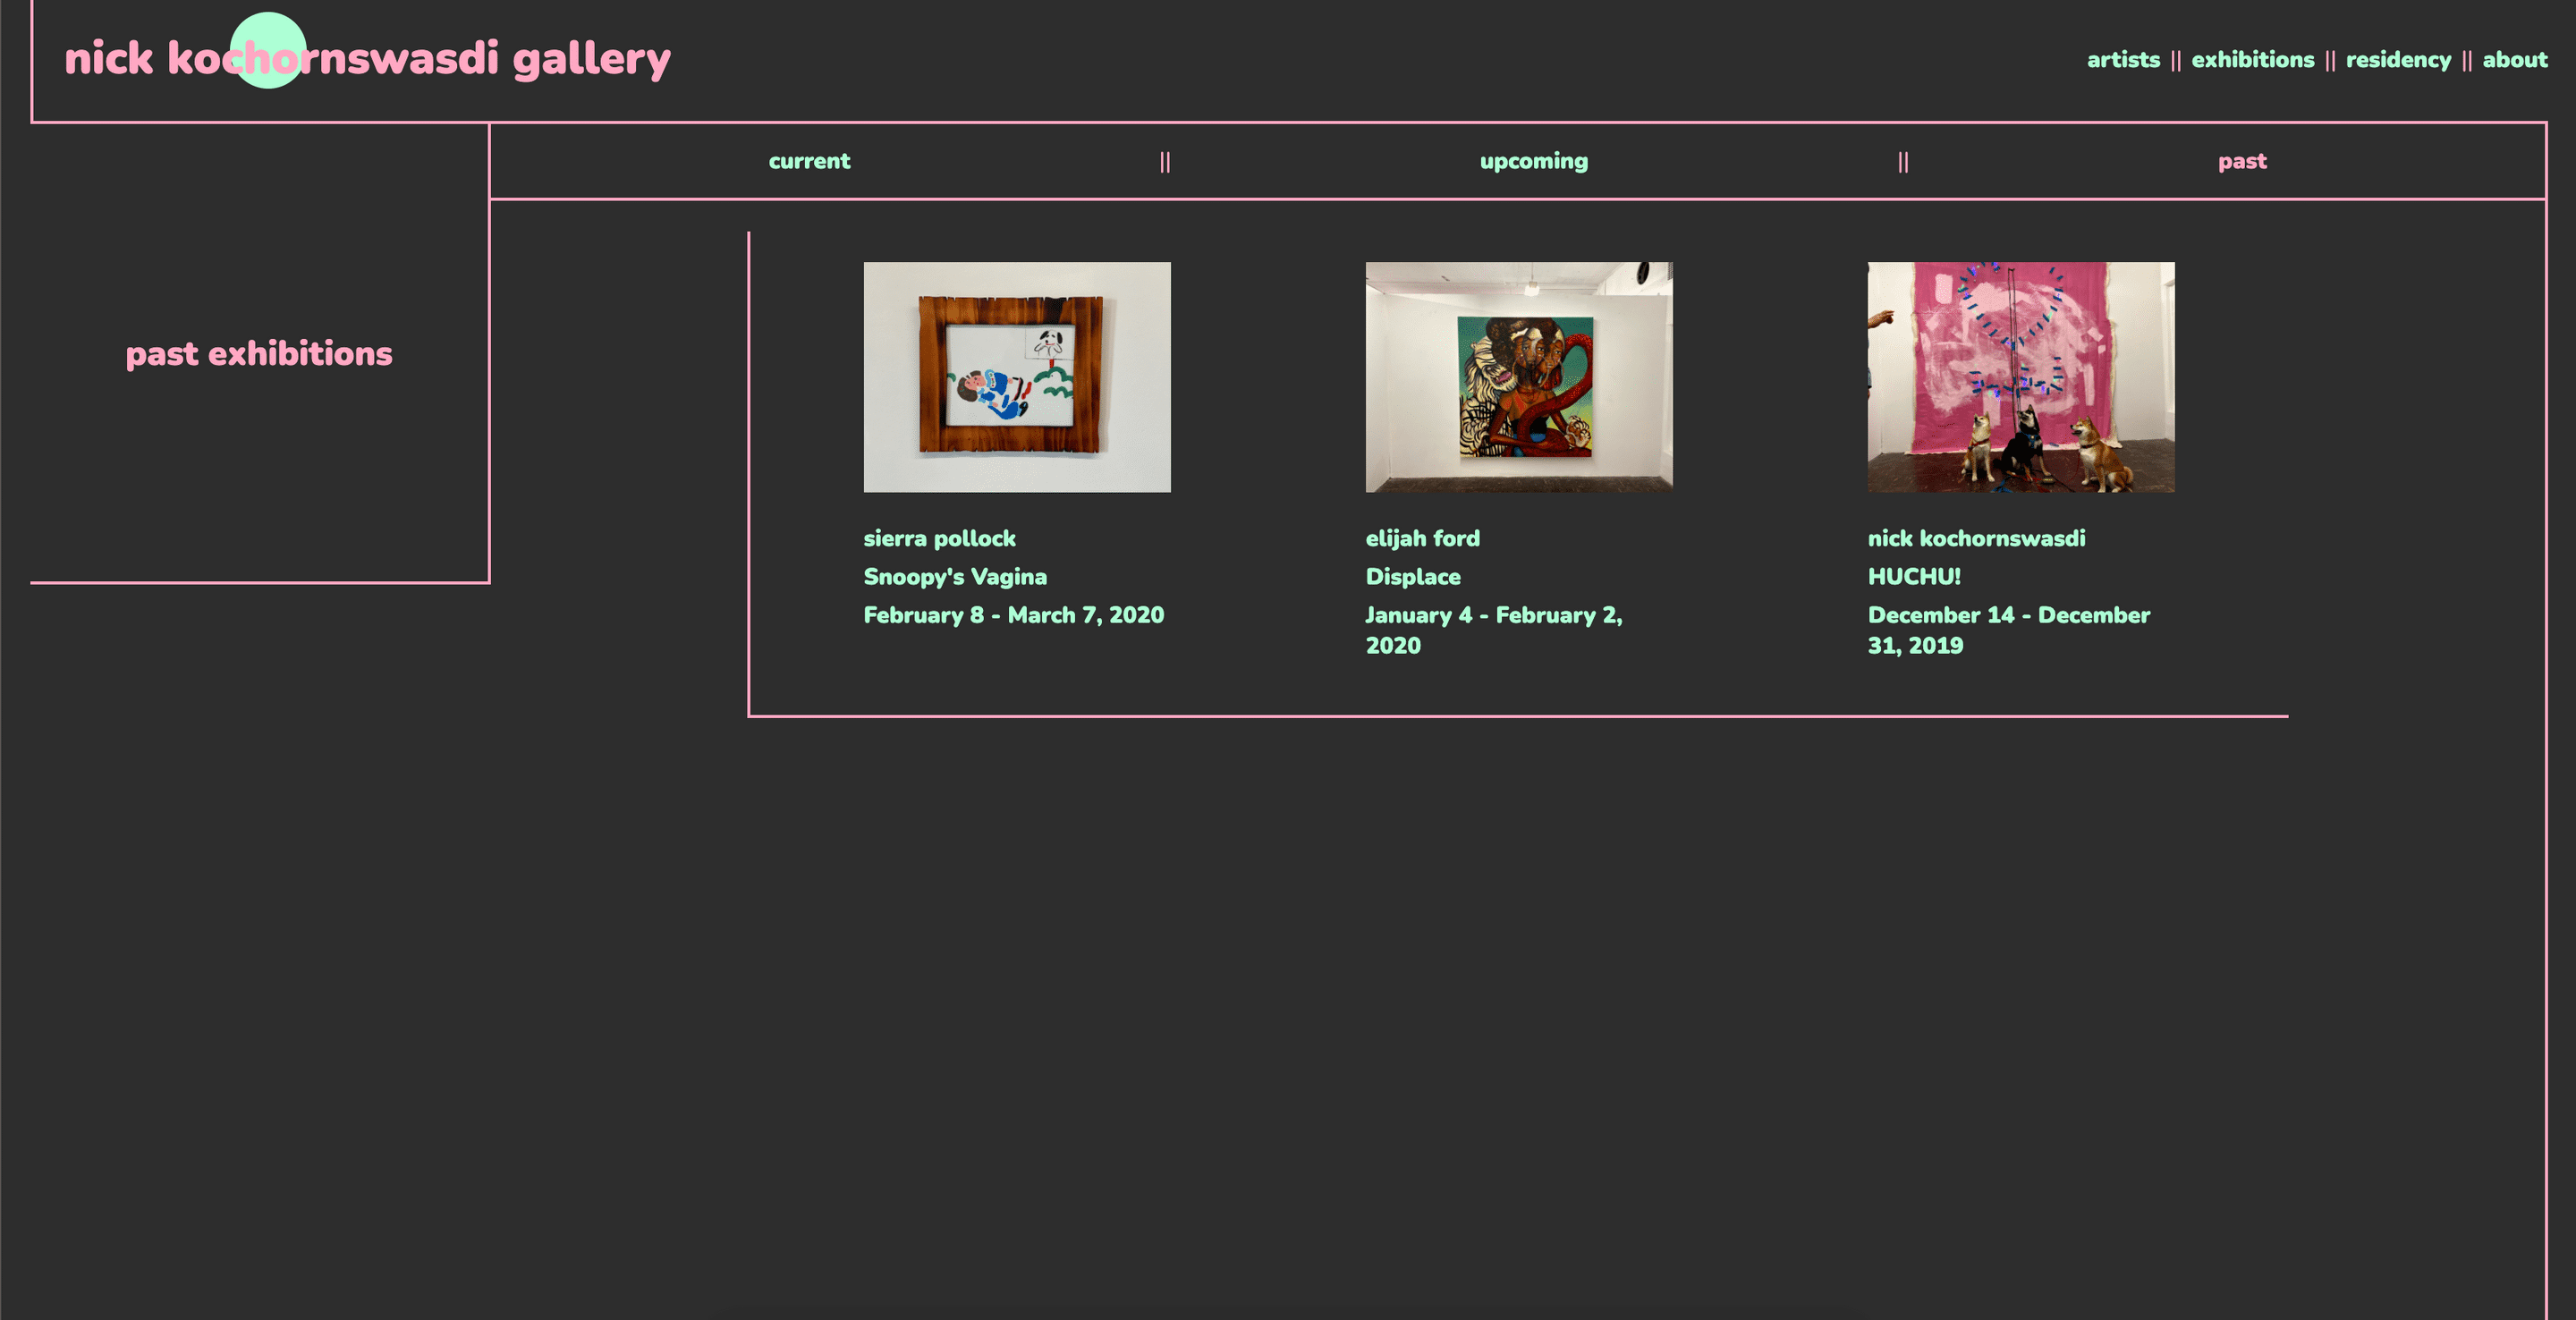 nick kochornswasdi gallery
artists || exhibitions || residency || about
current || upcoming || past
past exhibitions
sierra pollock
Snoopy's Vagina
February 8 - March 7, 2020
elijah ford
Displace
January 4 - February 2,
2020
nick kochornswasdi
HUCHU!
December 14 - December
31, 2019